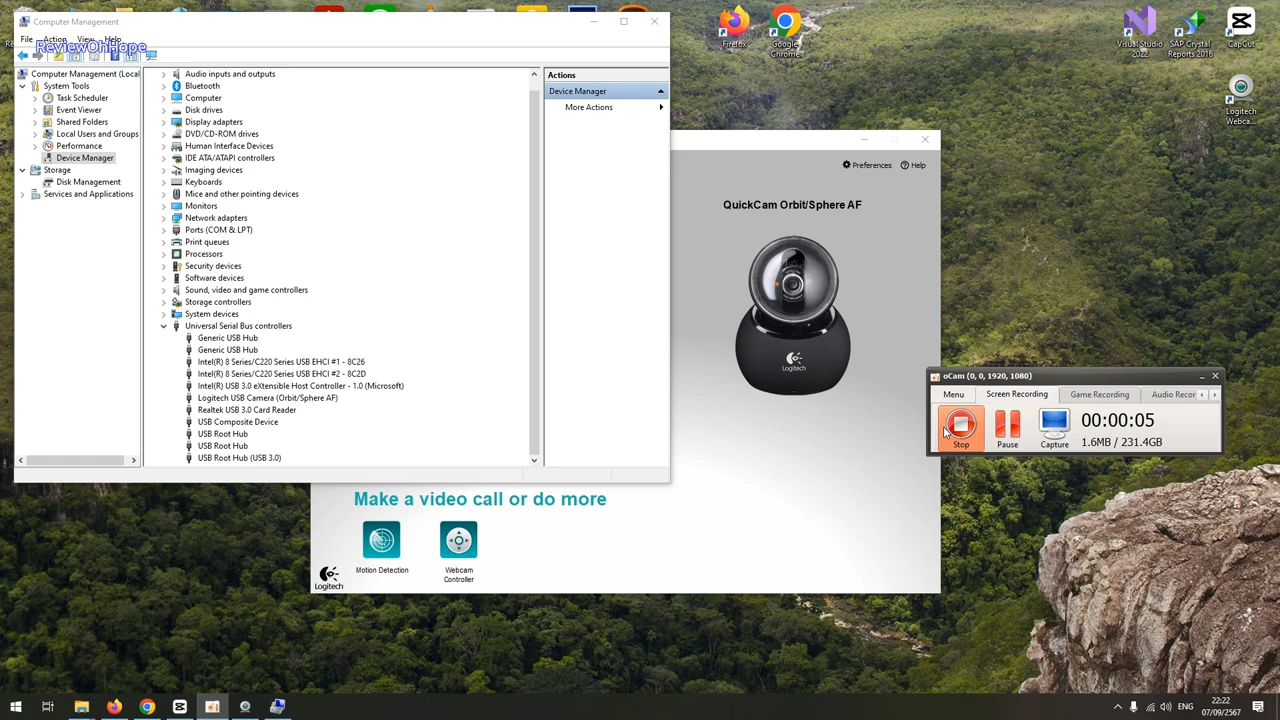 Computer Management
File Action View Help
ReviewOhHope
Computer Management (Local
System Tools
Task Scheduler
Event Viewer
Shared Folders
Local Users and Groups
Performance
Device Manager
Storage
Disk Management
Services and Applications
Audio inputs and outputs
Bluetooth
Computer
Disk drives
Display adapters
DVD/CD-ROM drives
Human Interface Devices
IDE ATA/ATAPI controllers
Imaging devices
Keyboards
Mice and other pointing devices
Monitors
Network adapters
Ports (COM & LPT)
Print queues
Processors
Security devices
Software devices
Sound, video and game controllers
Storage controllers
System devices
Universal Serial Bus controllers
Generic USB Hub
Generic USB Hub
Intel(R) 8 Series/C220 Series USB EHCI #1 - 8C26
Intel(R) 8 Series/C220 Series USB EHCI #2 - 8C2D
Intel(R) USB 3.0 eXtensible Host Controller - 1.0 (Microsoft)
Logitech USB Camera (Orbit/Sphere AF)
Realtek USB 3.0 Card Reader
USB Composite Device
USB Root Hub
USB Root Hub
USB Root Hub (USB 3.0)
Actions
Device Manager
More Actions
Firefox
Google
Chrome
Visual Studio
2022
SAP Crystal
Reports 2016
CapCut
Logitech
Webca...
Preferences Help
QuickCam Orbit/Sphere AF
Logitech
Make a video call or do more
Motion Detection
Webcam
Controller
Logitech
oCam (0, 0, 1920, 1080)
Menu Screen Recording Game Recording Audio Recor
Stop Pause Capture
00:00:05
1.6MB / 231.4GB
ENG
22:22
07/09/2567